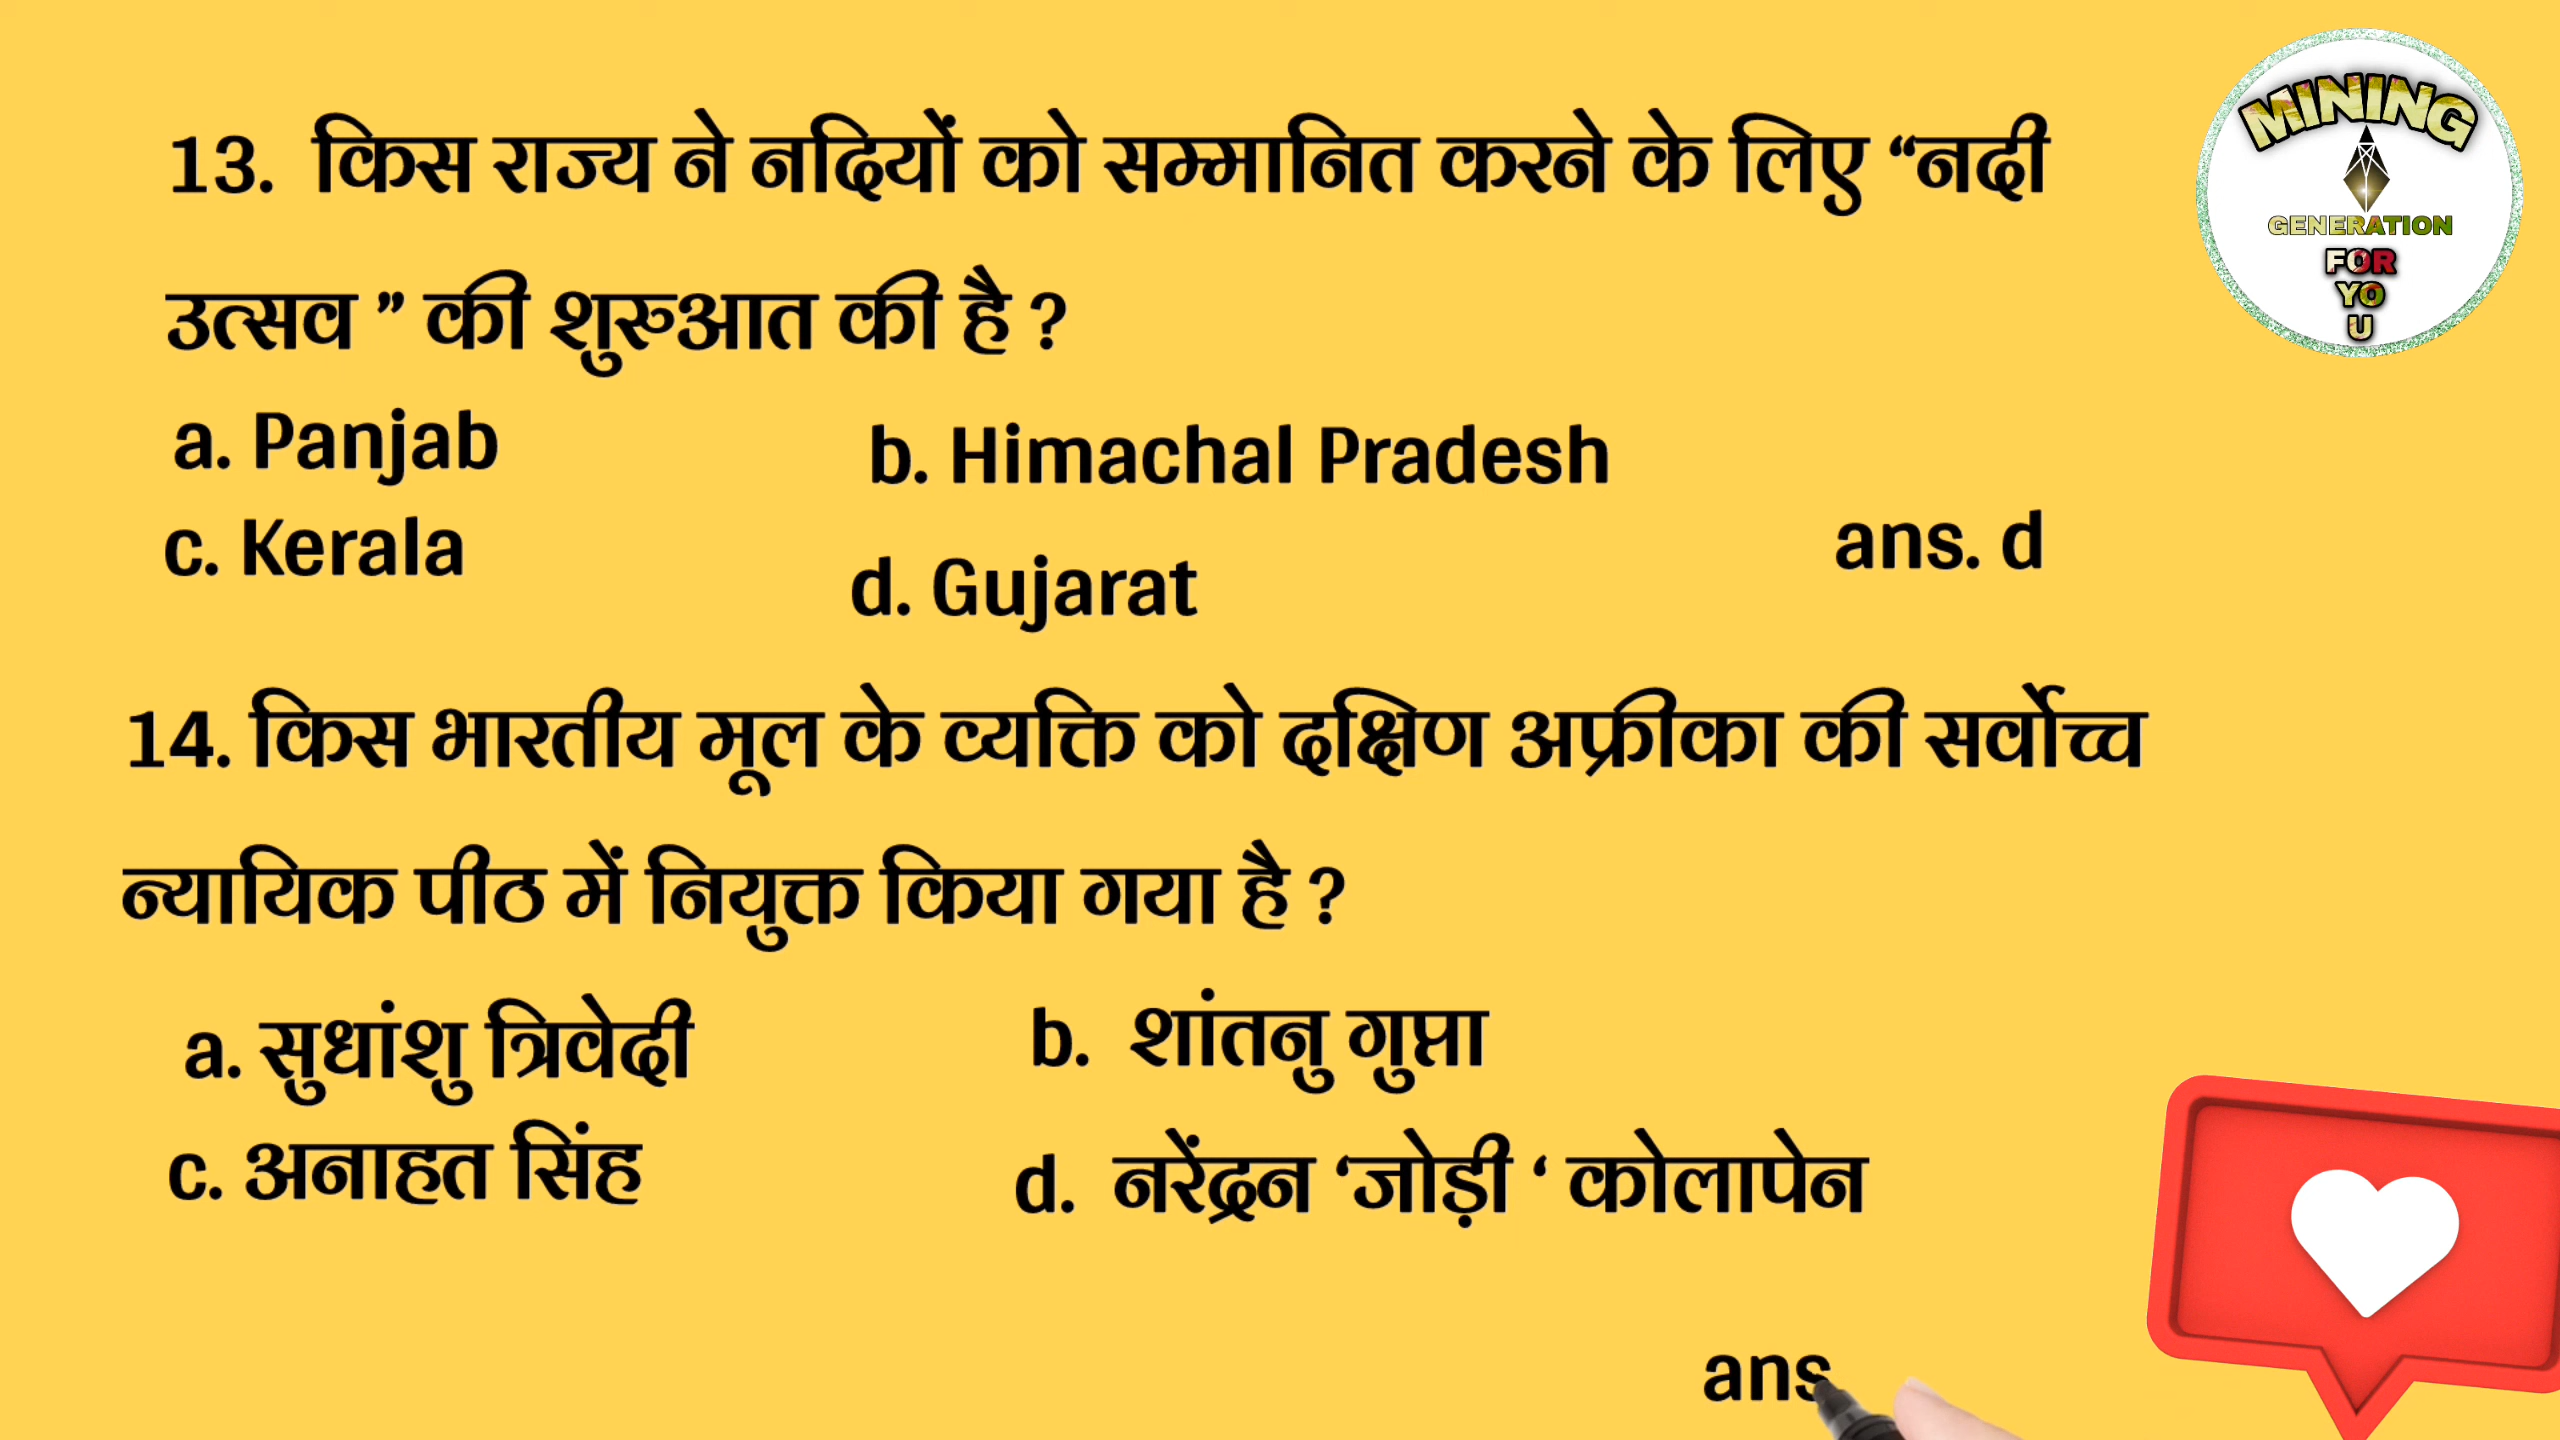 MINING
GENERATION
FOR
YO
U
13. किस राज्य ने नदियों को सम्मानित करने के लिए “नदी
उत्सव ” की शुरुआत की है ?
a. Panjab
b. Himachal Pradesh
c. Kerala
d. Gujarat
ans. d
14. किस भारतीय मूल के व्यक्ति को दक्षिण अफ्रीका की सर्वोच्च
न्यायिक पीठ में नियुक्त किया गया है ?
a. सुधांशु त्रिवेदी
b. शांतनु गुप्ता
c. अनाहत सिंह
d. नरेंद्रन ‘जोड़ी ‘ कोलापेन
ans